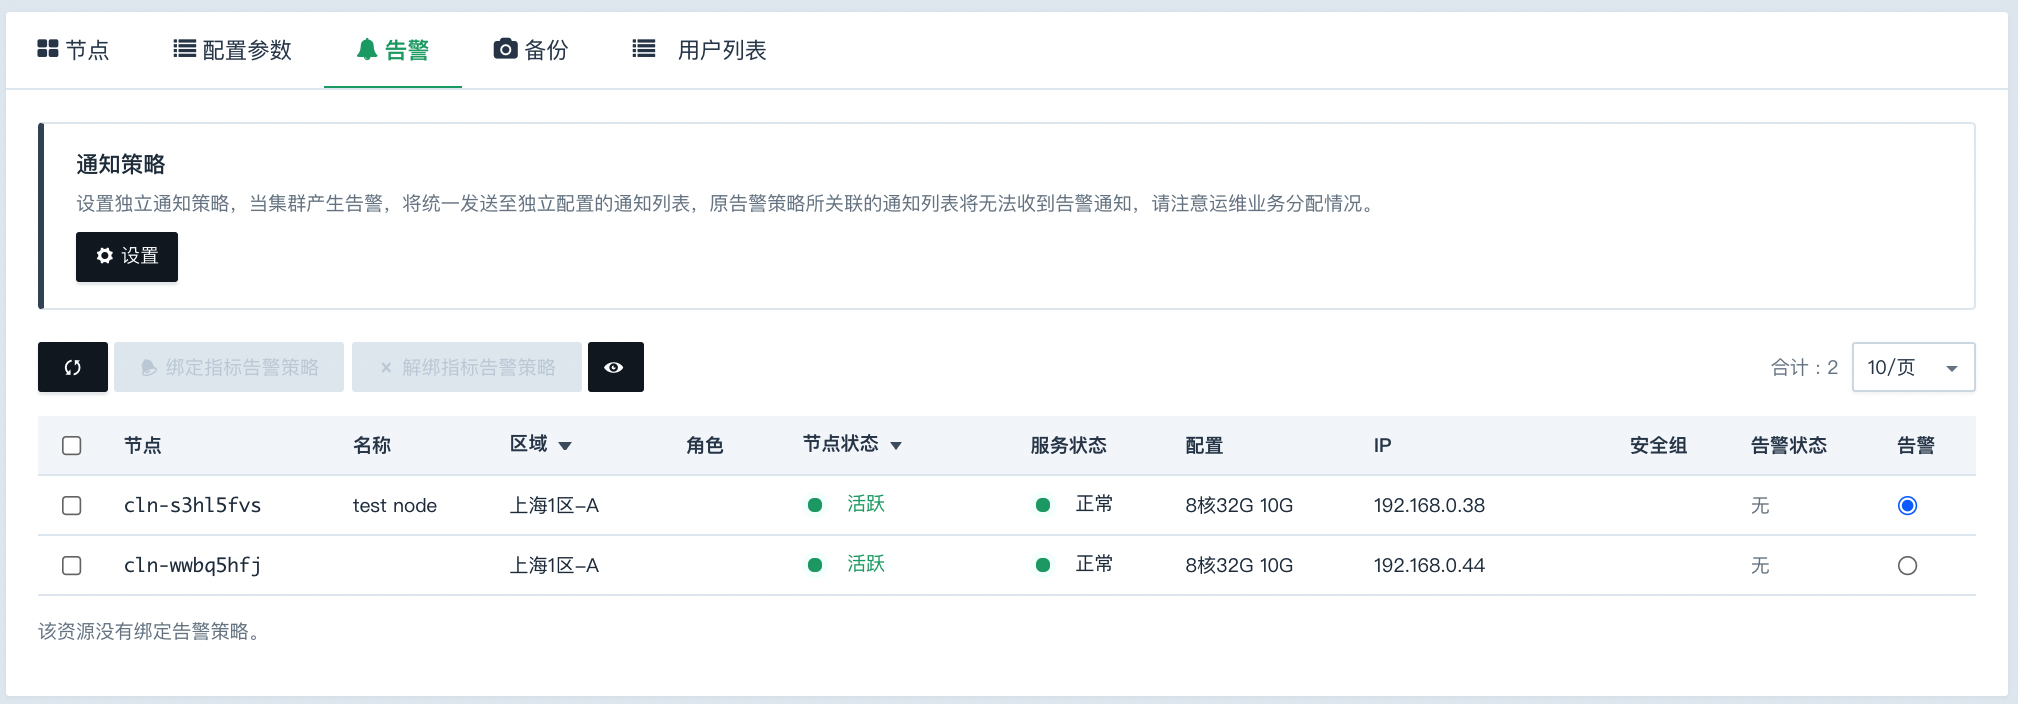 节点 配置参数 告警 备份 用户列表
通知策略
设置独立通知策略，当集群产生告警，将统一发送至独立配置的通知列表，原告警策略所关联的通知列表将无法收到告警通知，请注意运维业务分配情况。
设置
绑定指标告警策略 解绑指标告警策略 合计：2 10/页
节点 名称 区域 角色 节点状态 服务状态 配置 IP 安全组 告警状态 告警
cln-s3hl5fvs test node 上海1区-A 活跃 正常 8核32G 10G 192.168.0.38 无
cln-wwbq5hfj 上海1区-A 活跃 正常 8核32G 10G 192.168.0.44 无
该资源没有绑定告警策略。